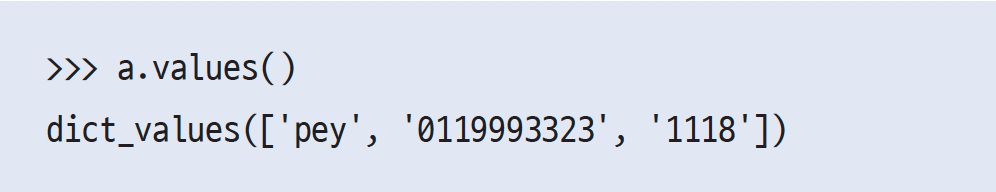 >>> a.values()
dict_values(['pey', '0119993323', '1118'])